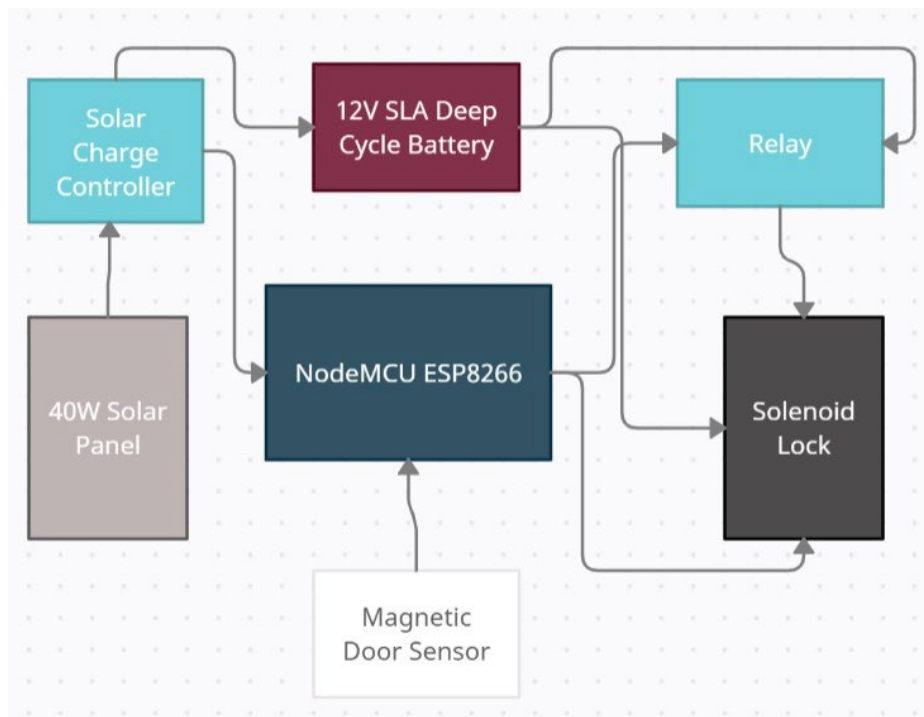 Solar
Charge
Controller
12V SLA Deep
Cycle Battery
Relay
40W Solar
Panel
NodeMCU ESP8266
Solenoid
Lock
Magnetic
Door Sensor